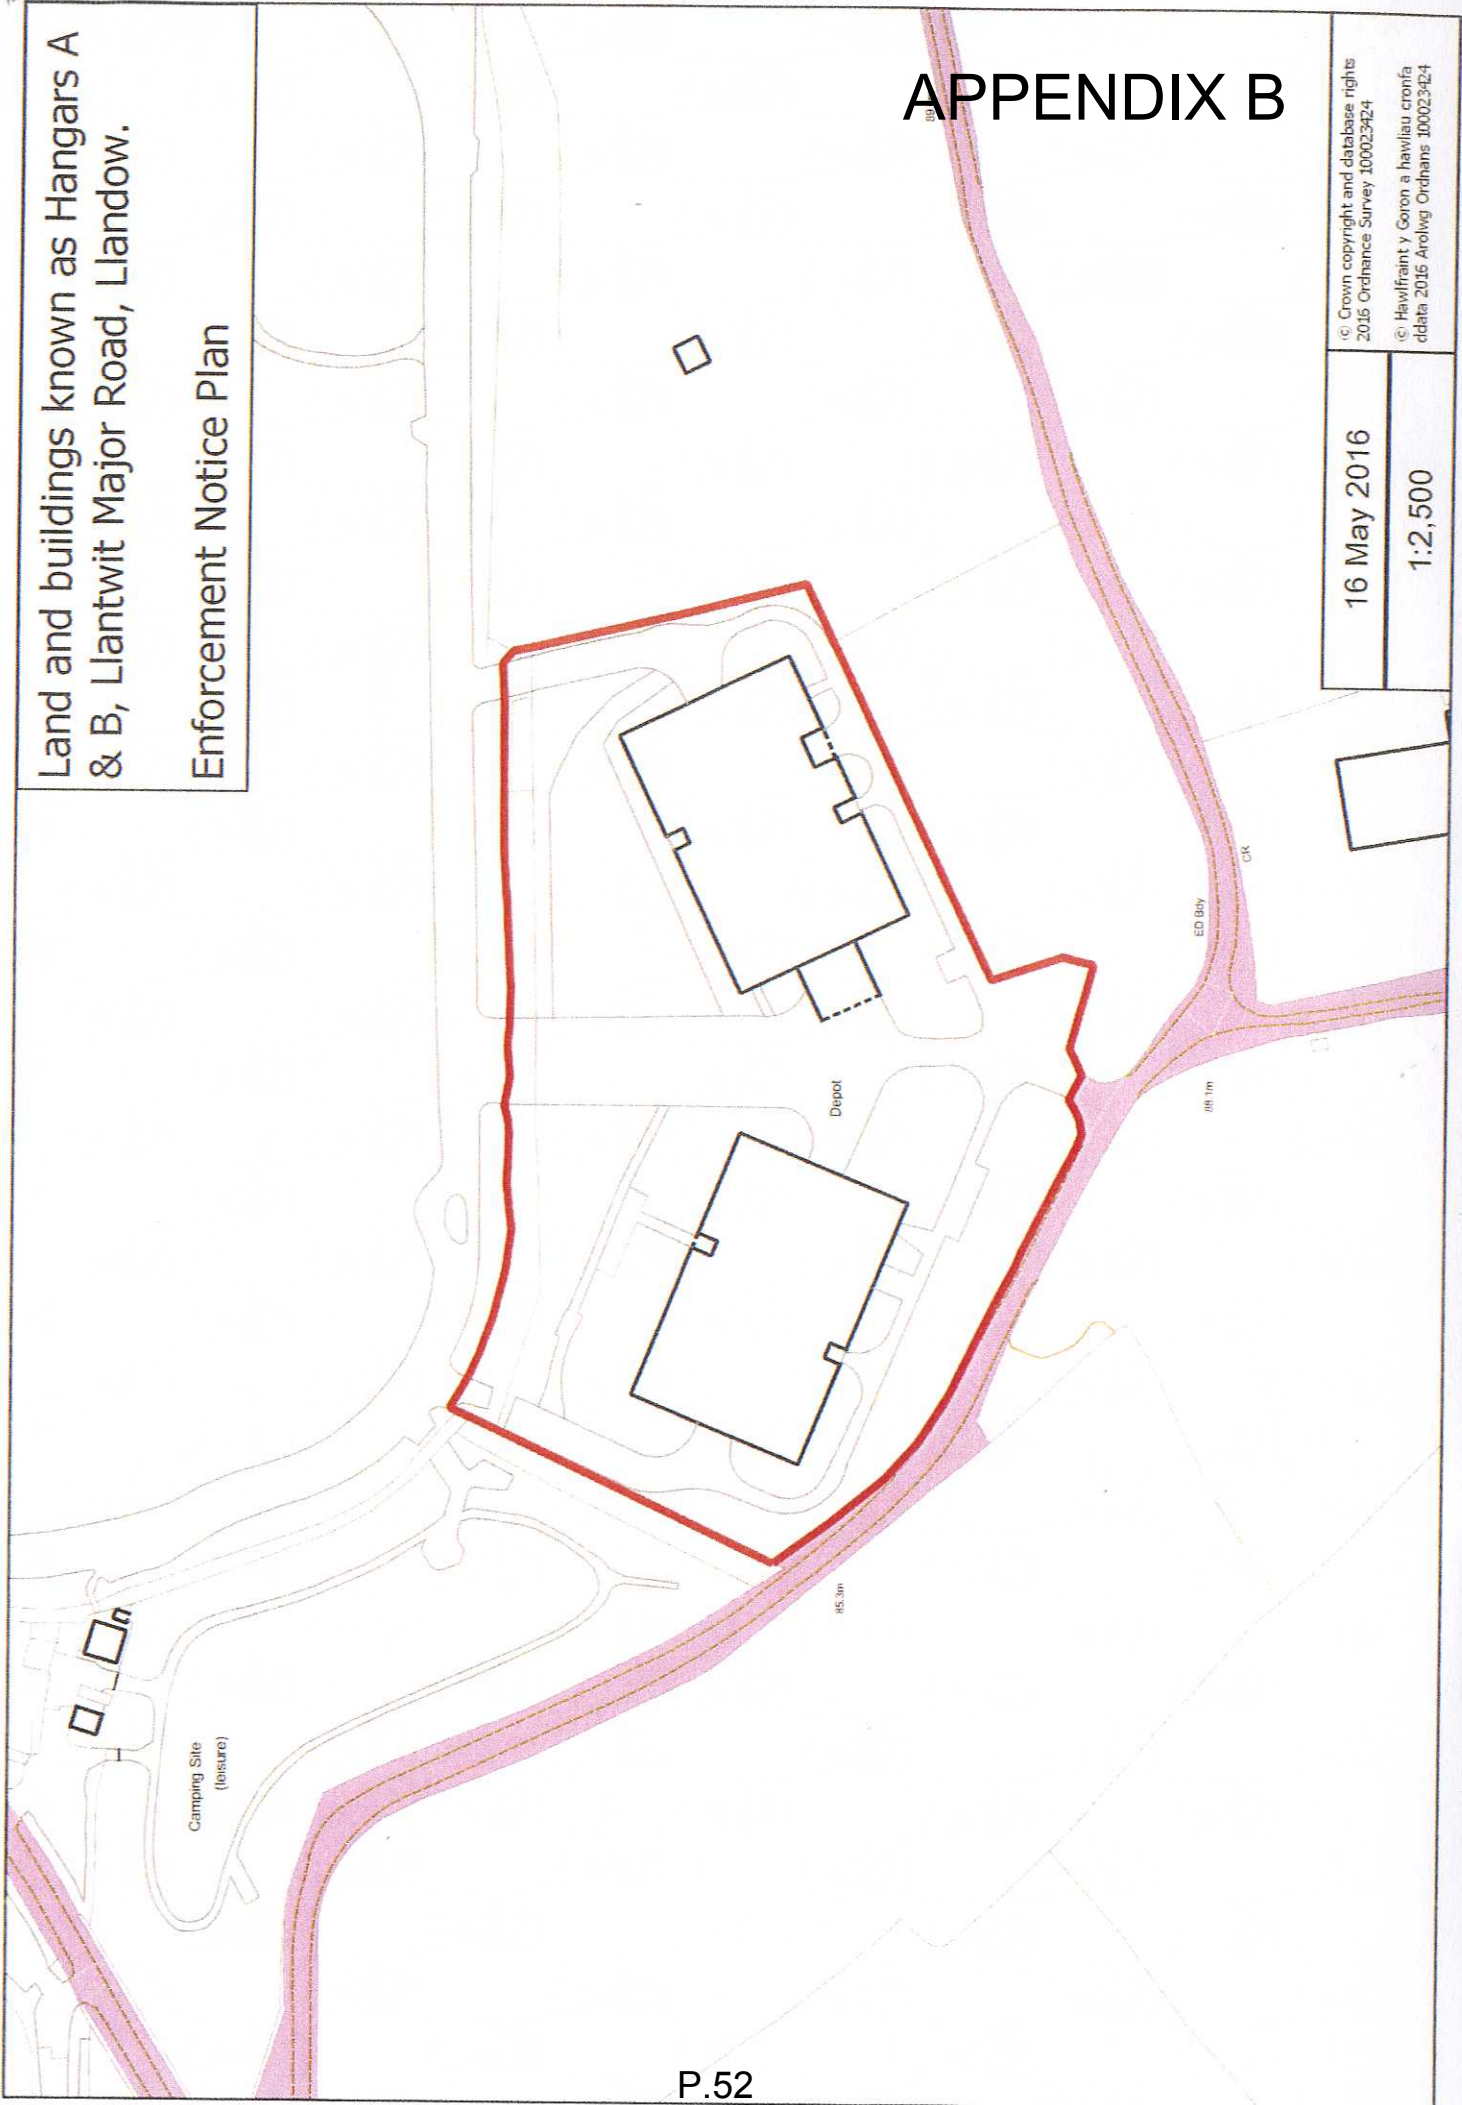 APPENDIX B
Land and buildings known as Hangars A
& B, Llantwit Major Road, Llandow.
Enforcement Notice Plan
Camping Site
(leisure)
Depot
85.3m
88.1m
ED Bdy
CR
16 May 2016
1:2,500
© Crown copyright and database rights
2016 Ordnance Survey 100023424
© Hawlfraint y Goron a hawliau cronfa
ddata 2016 Arolwg Ordnans 100023424
P.52